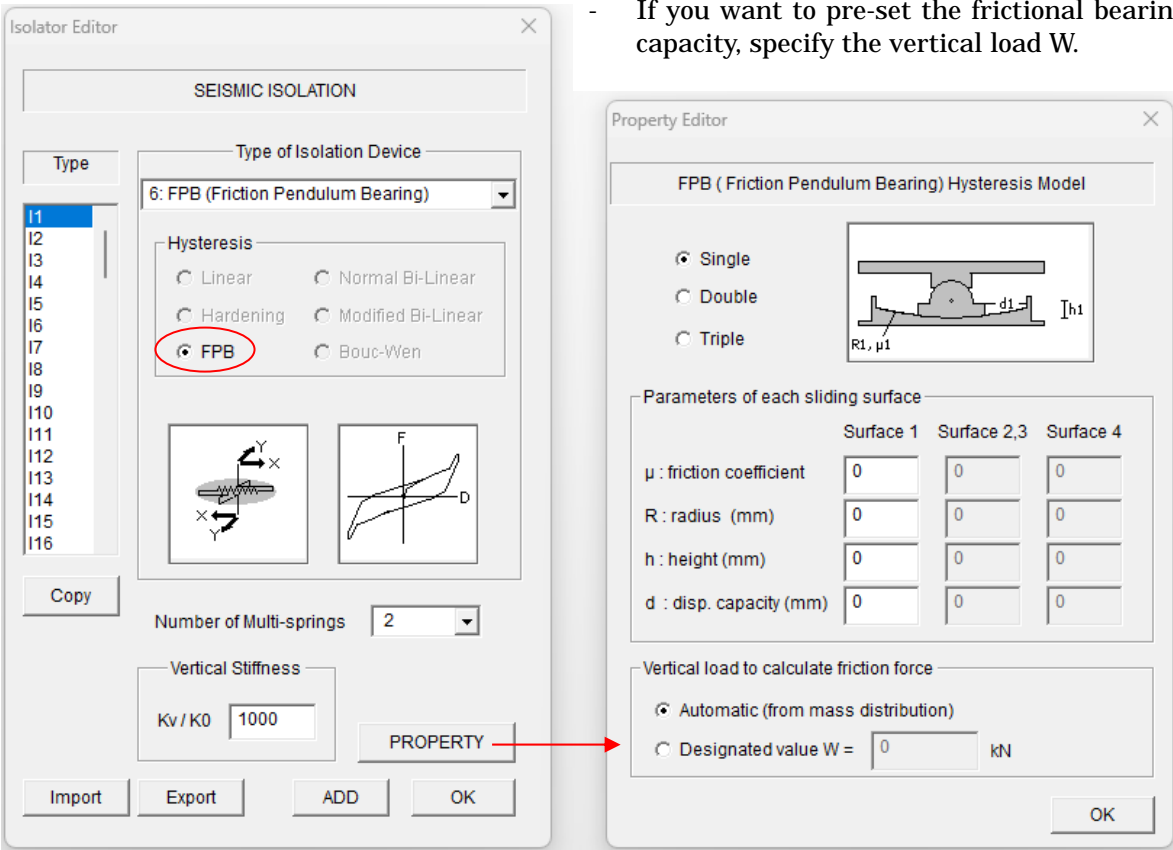 - If you want to pre-set the frictional bearin
capacity, specify the vertical load W.
Isolator Editor
SEISMIC ISOLATION
Type
I1
I2
I3
I4
I5
I6
I7
I8
I9
I10
I11
I12
I13
I14
I15
I16
Copy
Type of Isolation Device
6: FPB (Friction Pendulum Bearing)
Hysteresis
Linear Normal Bi-Linear
Hardening Modified Bi-Linear
FPB Bouc-Wen
Y
X
X
Y
F
D
Number of Multi-springs 2
Vertical Stiffness
Kv / K0 1000
PROPERTY
Import Export ADD OK
Property Editor
FPB ( Friction Pendulum Bearing) Hysteresis Model
Single
Double
Triple
d1
h1
R1, μ1
Parameters of each sliding surface
Surface 1 Surface 2,3 Surface 4
μ : friction coefficient 0 0 0
R : radius (mm) 0 0 0
h : height (mm) 0 0 0
d : disp. capacity (mm) 0 0 0
Vertical load to calculate friction force
Automatic (from mass distribution)
Designated value W = 0 kN
OK